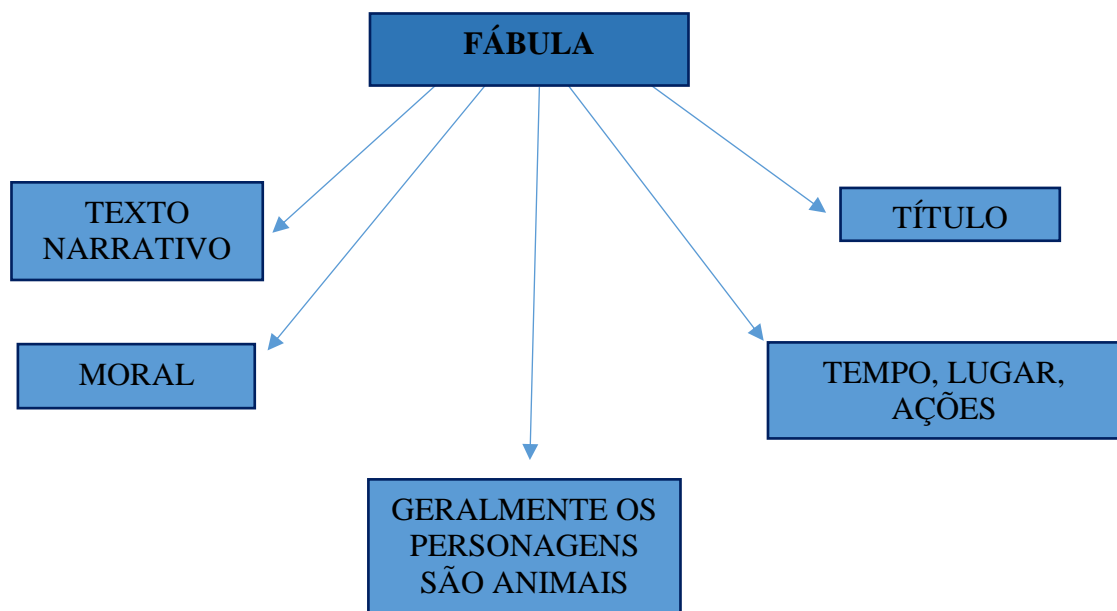 FÁBULA
TEXTO
NARRATIVO
TÍTULO
MORAL
TEMPO, LUGAR,
AÇÕES
GERALMENTE OS
PERSONAGENS
SÃO ANIMAIS